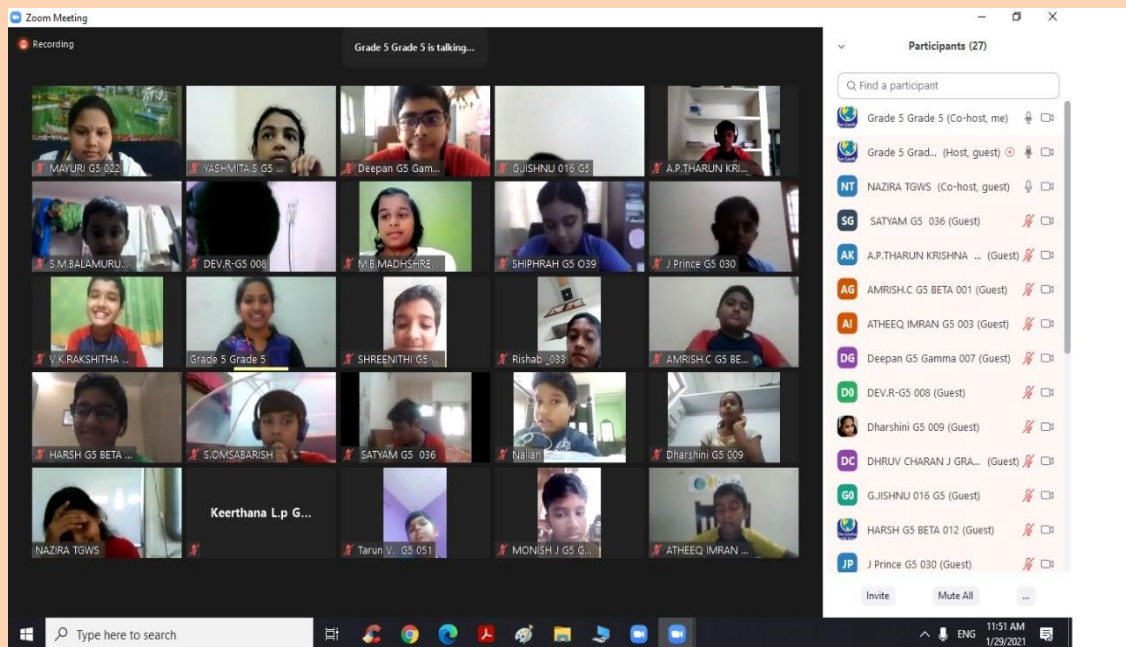 Zoom Meeting
Recording
Grade 5 Grade 5 is talking...
MAYURI G5 022
YASHMITA.S G5 ...
Deepan G5 Gam...
G.JISHNU 016 G5
A.P.THARUN KRI...
S.M.BALAMURU...
DEV.R-G5 008
M.B.MADHSHRE...
SHIPHRAH G5 O39
J Prince G5 030
V.K.RAKSHITHA ...
Grade 5 Grade 5
SHREENITHI G5 ...
Rishab _033
AMRISH.C G5 BE...
HARSH G5 BETA ...
S.OMSABARISH
SATYAM G5 036
Nallan
Dharshini G5 009
NAZIRA TGWS
Keerthana L.p G...
Tarun V. G5 051
MONISH J G5 G...
ATHEEQ IMRAN ...
Participants (27)
Find a participant
Grade 5 Grade 5 (Co-host, me)
Grade 5 Grad... (Host, guest)
NT NAZIRA TGWS (Co-host, guest)
SG SATYAM G5 036 (Guest)
AK A.P.THARUN KRISHNA ... (Guest)
AG AMRISH.C G5 BETA 001 (Guest)
AI ATHEEQ IMRAN G5 003 (Guest)
DG Deepan G5 Gamma 007 (Guest)
D0 DEV.R-G5 008 (Guest)
Dharshini G5 009 (Guest)
DC DHRUV CHARAN J GRA... (Guest)
G0 G.JISHNU 016 G5 (Guest)
HARSH G5 BETA 012 (Guest)
JP J Prince G5 030 (Guest)
Invite Mute All ...
Type here to search
ENG
11:51 AM
1/29/2021